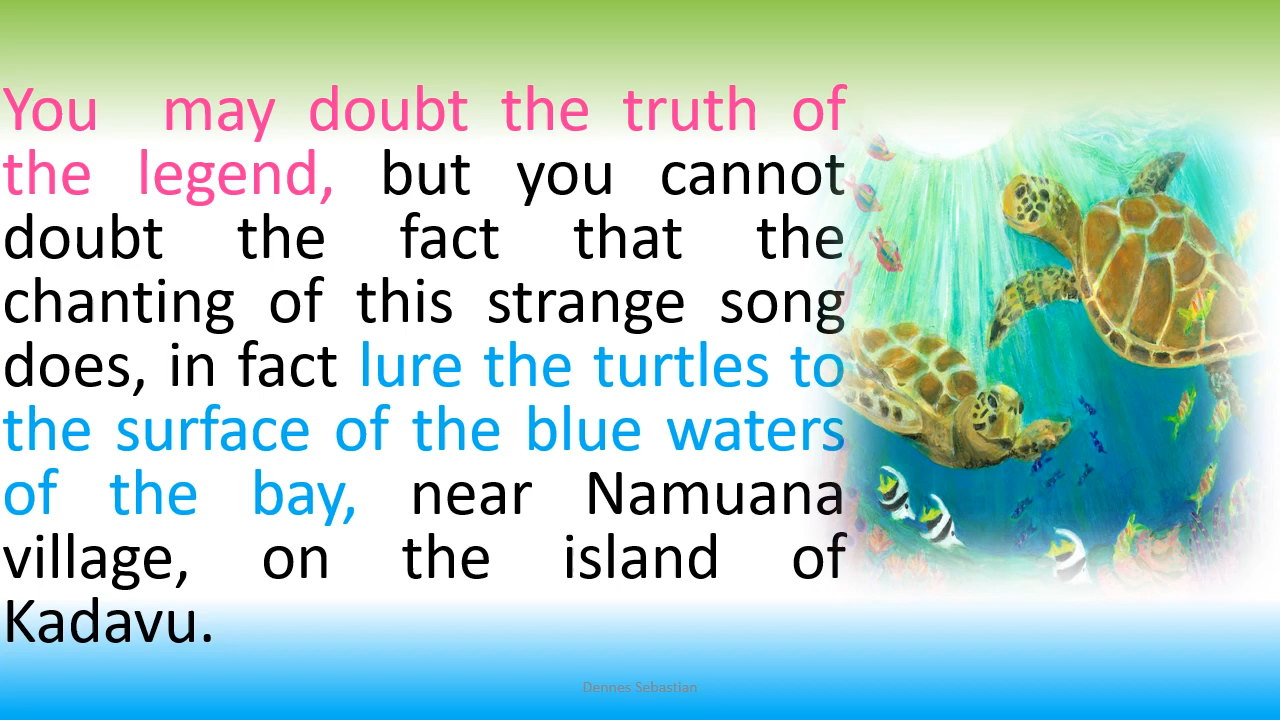 You may doubt the truth of
the legend, but you cannot
doubt the fact that the
chanting of this strange song
does, in fact lure the turtles to
the surface of the blue waters
of the bay, near Namuana
village, on the island of
Kadavu.
Dennes Sebastian